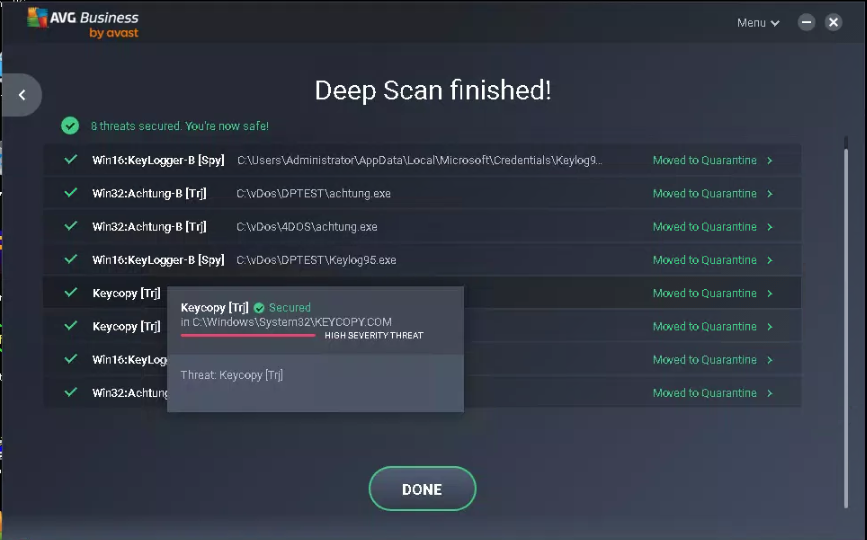 AVG Business
by avast
Menu
Deep Scan finished!
8 threats secured. You're now safe!
Win16:KeyLogger-B [Spy] C:\Users\Administrator\AppData\Local\Microsoft\Credentials\Keylog9... Moved to Quarantine
Win32:Achtung-B [Trj] C:\vDos\DPTEST\achtung.exe Moved to Quarantine
Win32:Achtung-B [Trj] C:\vDos\4DOS\achtung.exe Moved to Quarantine
Win16:KeyLogger-B [Spy] C:\vDos\DPTEST\Keylog95.exe Moved to Quarantine
Keycopy [Trj] Moved to Quarantine
Keycopy [Trj] Secured
in C:\Windows\System32\KEYCOPY.COM
HIGH SEVERITY THREAT
Threat: Keycopy [Trj]
Keycopy [Trj] Moved to Quarantine
Win16:KeyLog Moved to Quarantine
Win32:Achtung Moved to Quarantine
DONE